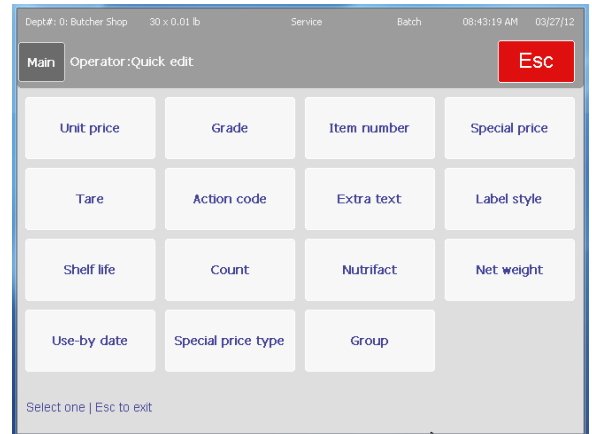 Dept#: 0: Butcher Shop 30 x 0.01 lb Service Batch 08:43:19 AM 03/27/12
Main Operator:Quick edit Esc
Unit price Grade Item number Special price
Tare Action code Extra text Label style
Shelf life Count Nutrifact Net weight
Use-by date Special price type Group
Select one | Esc to exit